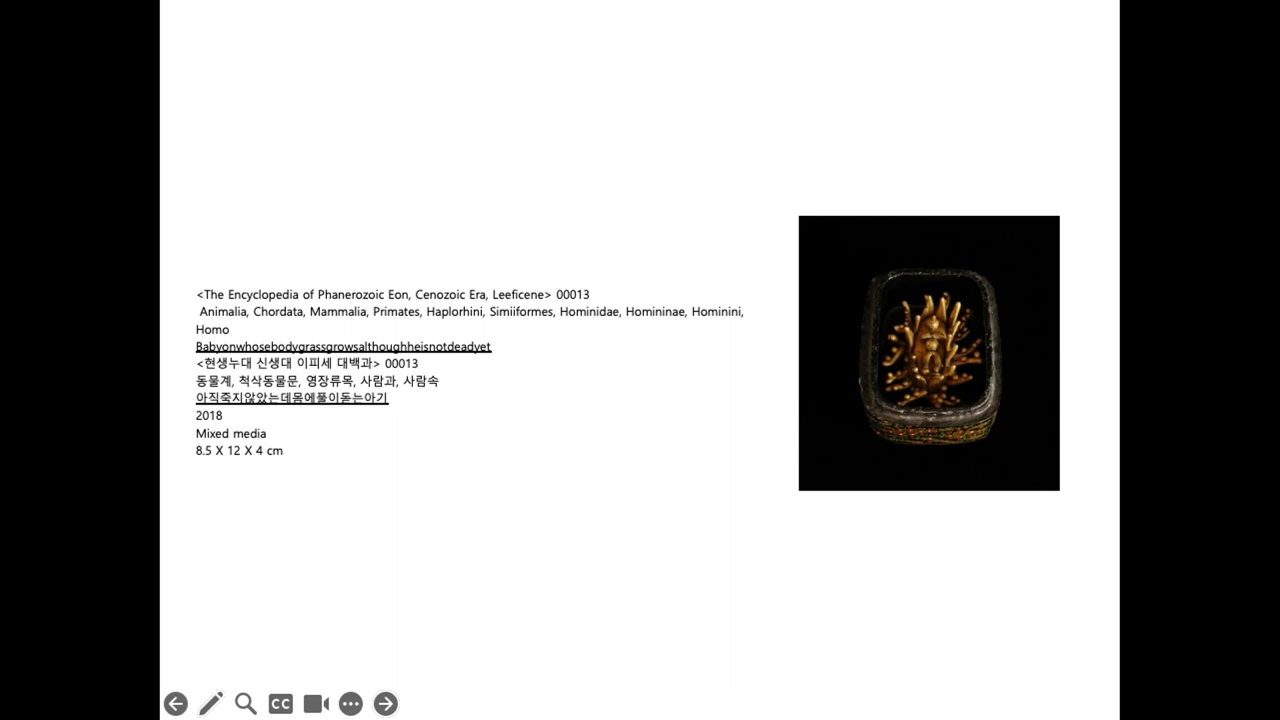 <The Encyclopedia of Phanerozoic Eon, Cenozoic Era, Leeficene> 00013
Animalia, Chordata, Mammalia, Primates, Haplorhini, Simiiformes, Hominidae, Homininae, Hominini,
Homo
Babyonwhosebodygrassgrowsalthoughheisnotdeadyet
<현생누대 신생대 이피세 대백과> 00013
동물계, 척삭동물문, 영장류목, 사람과, 사람속
아직죽지않았는데몸에풀이돋는아기
2018
Mixed media
8.5 X 12 X 4 cm
CC